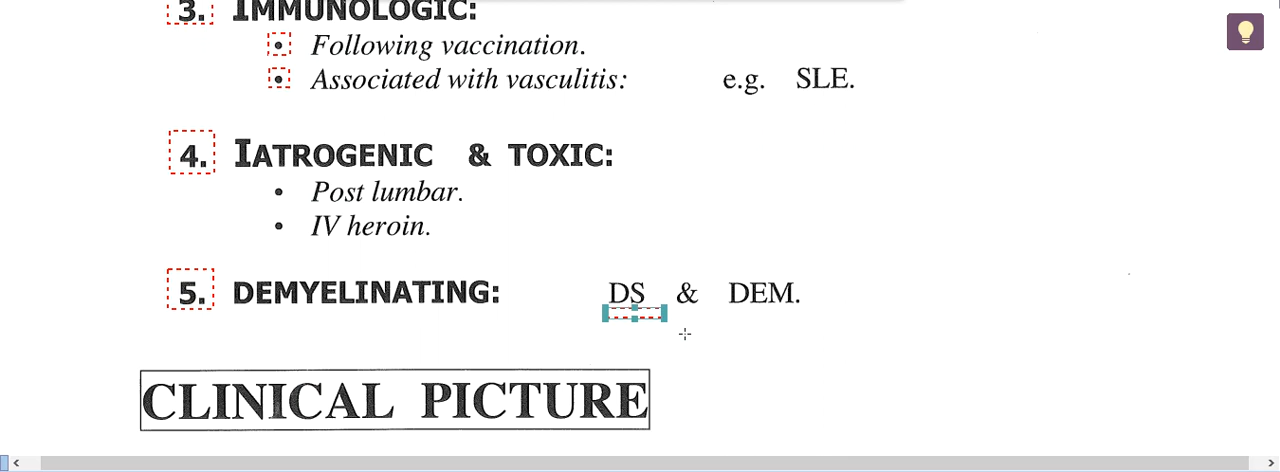 3. IMMUNOLOGIC:
• Following vaccination.
• Associated with vasculitis: e.g. SLE.
4. IATROGENIC & TOXIC:
• Post lumbar.
• IV heroin.
5. DEMYELINATING: DS & DEM.
CLINICAL PICTURE